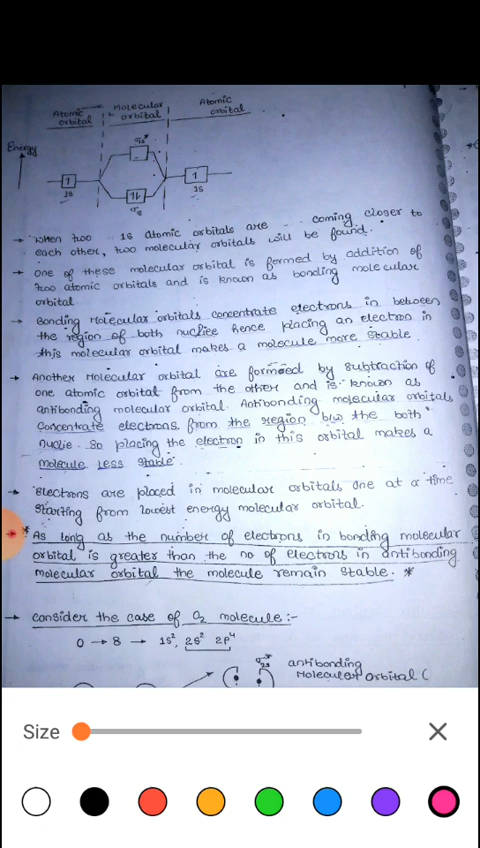 Atomic orbital
Molecular orbital
Atomic orbital
Energy
σ1s*
1
1
1s
1L
1s
σs
→ when two 1s atomic orbitals are coming closer to
each other, two molecular orbitals will be found.
→ one of these molecular orbital is formed by addition of
two atomic orbitals and is known as bonding molecular
orbital
→ Bonding Molecular orbitals concentrate electrons in between
the region of both nuclie hence placing an electron in
this molecular orbital makes a molecule more stable.
→ Another Molecular orbital are formed by subtraction of
one atomic orbital from the other and is known as
antibonding molecular orbital. Antibonding molecular orbitals
concentrate electrons from the region b/w the both
nuclie. So placing the electron in this orbital makes a
molecule less stable.
→ Electrons are placed in molecular orbitals one at a time
starting from lowest energy molecular orbital.
* As long as the number of electrons in bonding molecular
orbital is greater than the no of electrons in antibonding
molecular orbital the molecule remain stable. *
→ consider the case of O2 molecule:-
O → 8 → 1s², 2s² 2p⁴
σ2s* antibonding
Molecular orbital (
Size